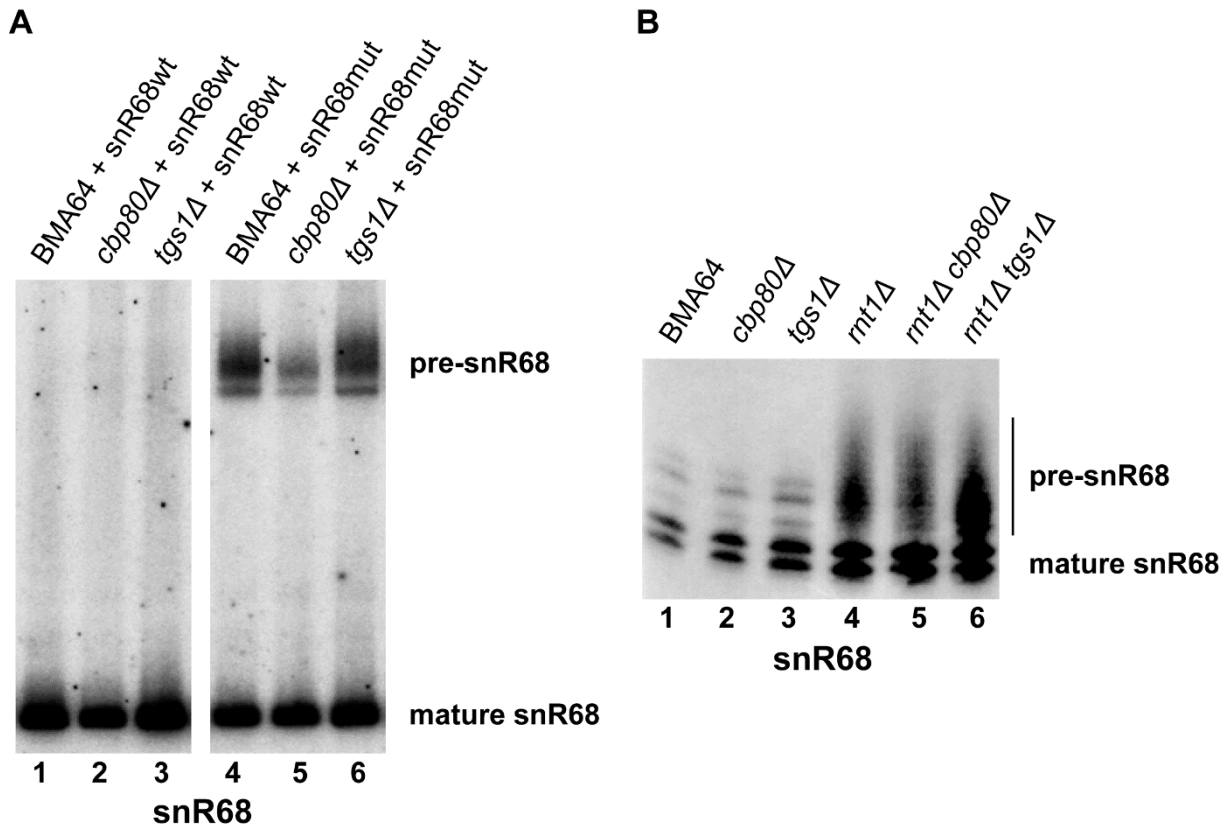 A
BMA64 + snR68wt
cbp80Δ + snR68wt
tgs1Δ + snR68wt
BMA64 + snR68mut
cbp80Δ + snR68mut
tgs1Δ + snR68mut
pre-snR68
mature snR68
1 2 3 4 5 6
snR68
B
BMA64
cbp80Δ
tgs1Δ
rnt1Δ
rnt1Δ cbp80Δ
rnt1Δ tgs1Δ
pre-snR68
mature snR68
1 2 3 4 5 6
snR68